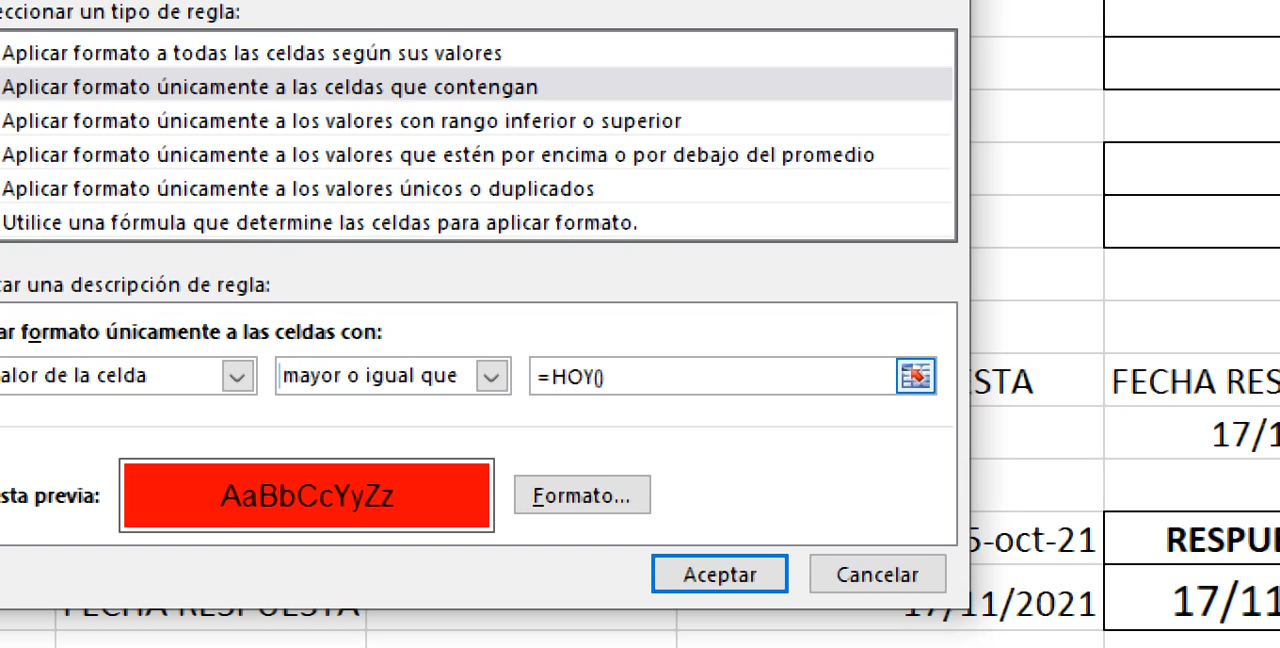 eccionar un tipo de regla:
Aplicar formato a todas las celdas según sus valores
Aplicar formato únicamente a las celdas que contengan
Aplicar formato únicamente a los valores con rango inferior o superior
Aplicar formato únicamente a los valores que estén por encima o por debajo del promedio
Aplicar formato únicamente a los valores únicos o duplicados
Utilice una fórmula que determine las celdas para aplicar formato.
tar una descripción de regla:
ar formato únicamente a las celdas con:
alor de la celda mayor o igual que =HOY()
STA FECHA RES
17/1
sta previa: AaBbCcYyZz Formato...
5-oct-21 RESPUE
Aceptar Cancelar
FECHA RESPUESTA 17/11/2021 17/11